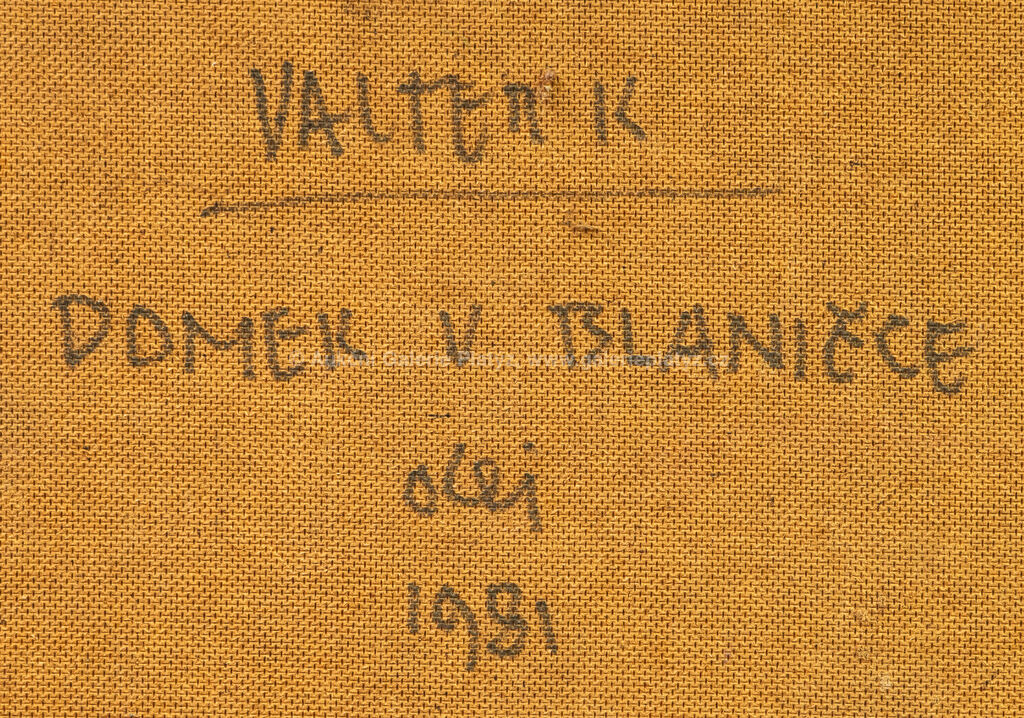 VALTER K
DOMEK V BLANIČCE
olej
1981